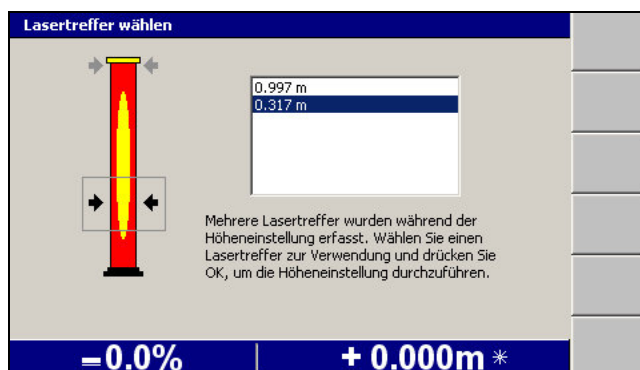 Lasertreffer wählen
0.997 m
0.317 m
Mehrere Lasertreffer wurden während der
Höheneinstellung erfasst. Wählen Sie einen
Lasertreffer zur Verwendung und drücken Sie
OK, um die Höheneinstellung durchzuführen.
=0.0% + 0.000m *